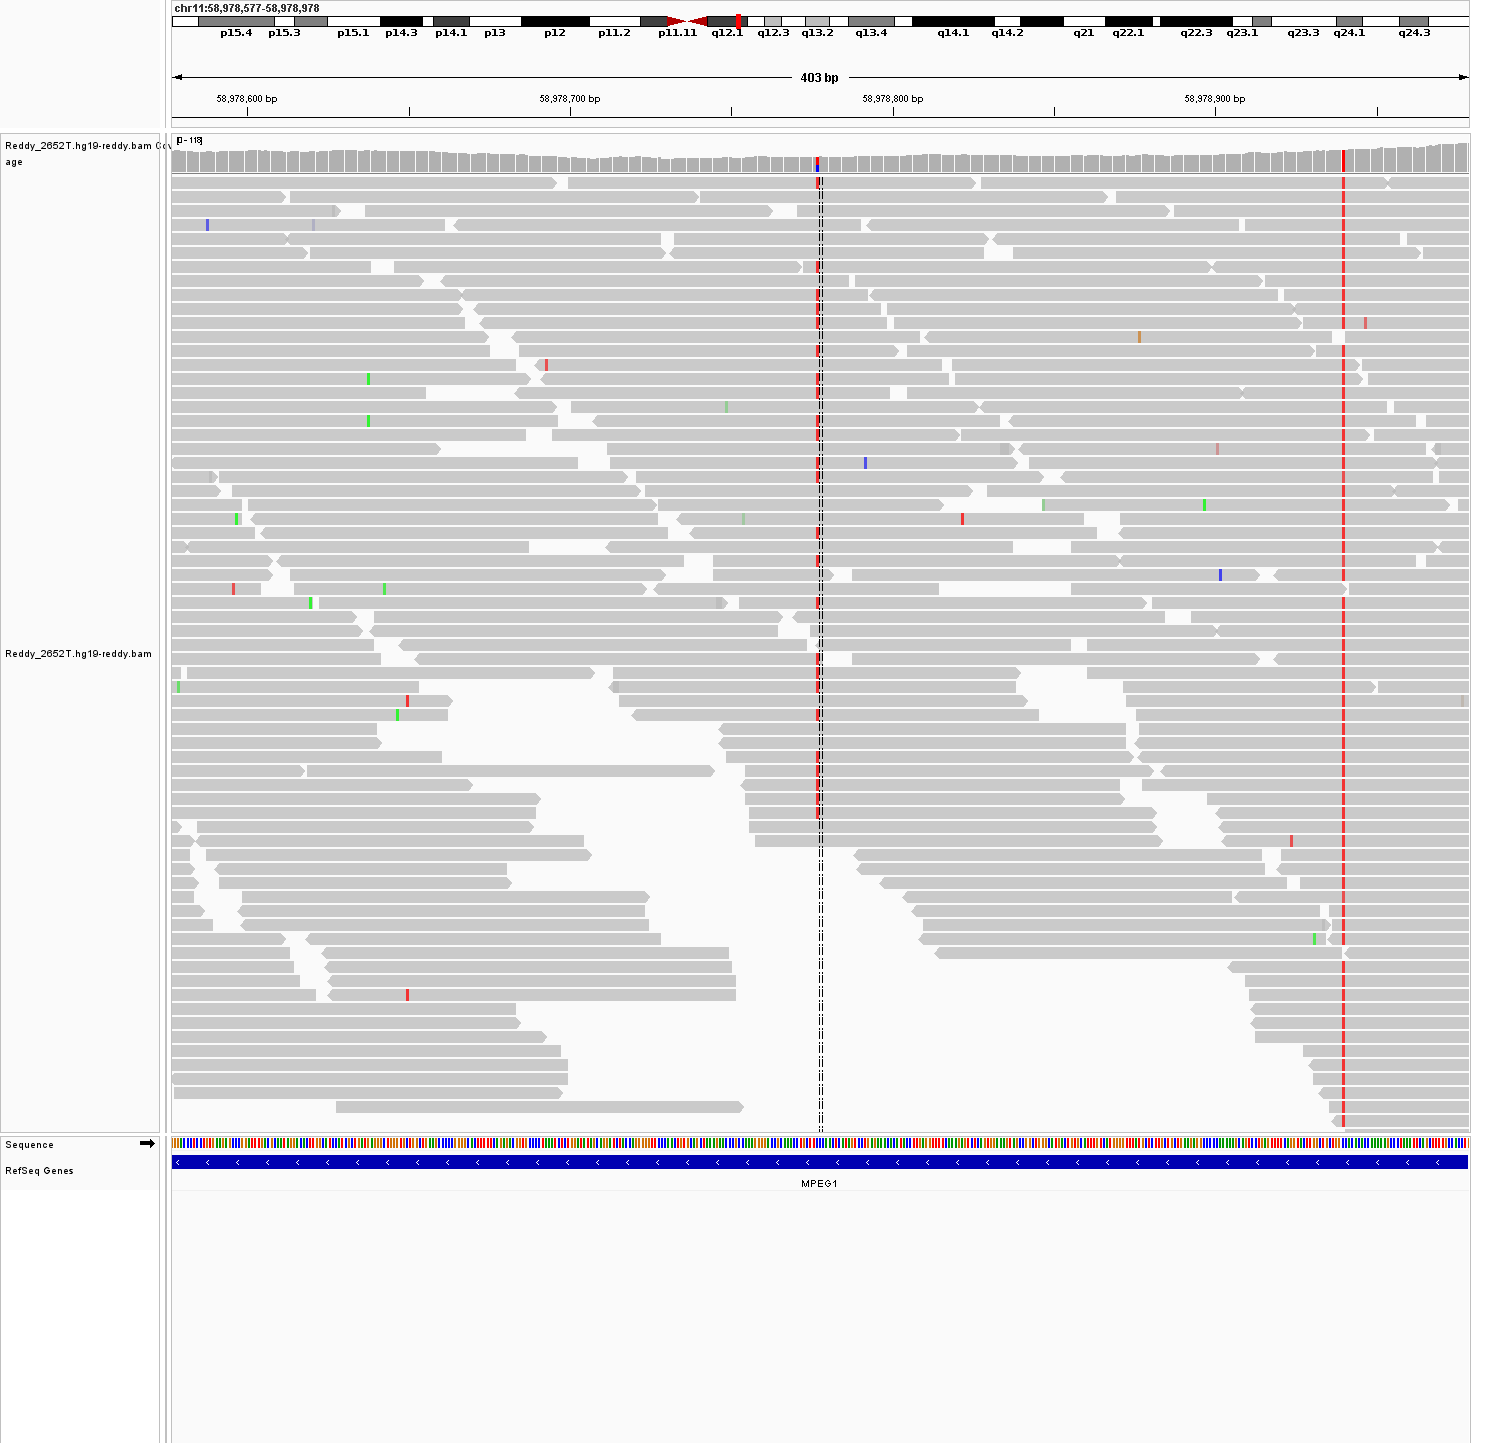 chr11:58,978,577-58,978,978
p15.4 p15.3 p15.1 p14.3 p14.1 p13 p12 p11.2 p11.11 q12.1 q12.3 q13.2 q13.4 q14.1 q14.2 q21 q22.1 q22.3 q23.1 q23.3 q24.1 q24.3
403 bp
58,978,600 bp 58,978,700 bp 58,978,800 bp 58,978,900 bp
[0 - 118]
Reddy_2652T.hg19-reddy.bam Cov
age
Reddy_2652T.hg19-reddy.bam
Sequence
RefSeq Genes
MPEG1